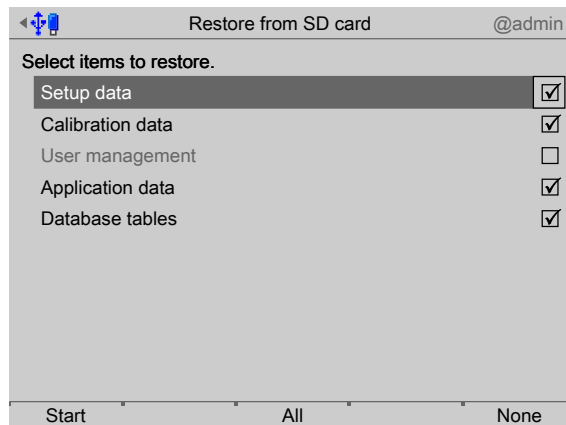 Restore from SD card @admin
Select items to restore.
Setup data
Calibration data
User management
Application data
Database tables
Start All None